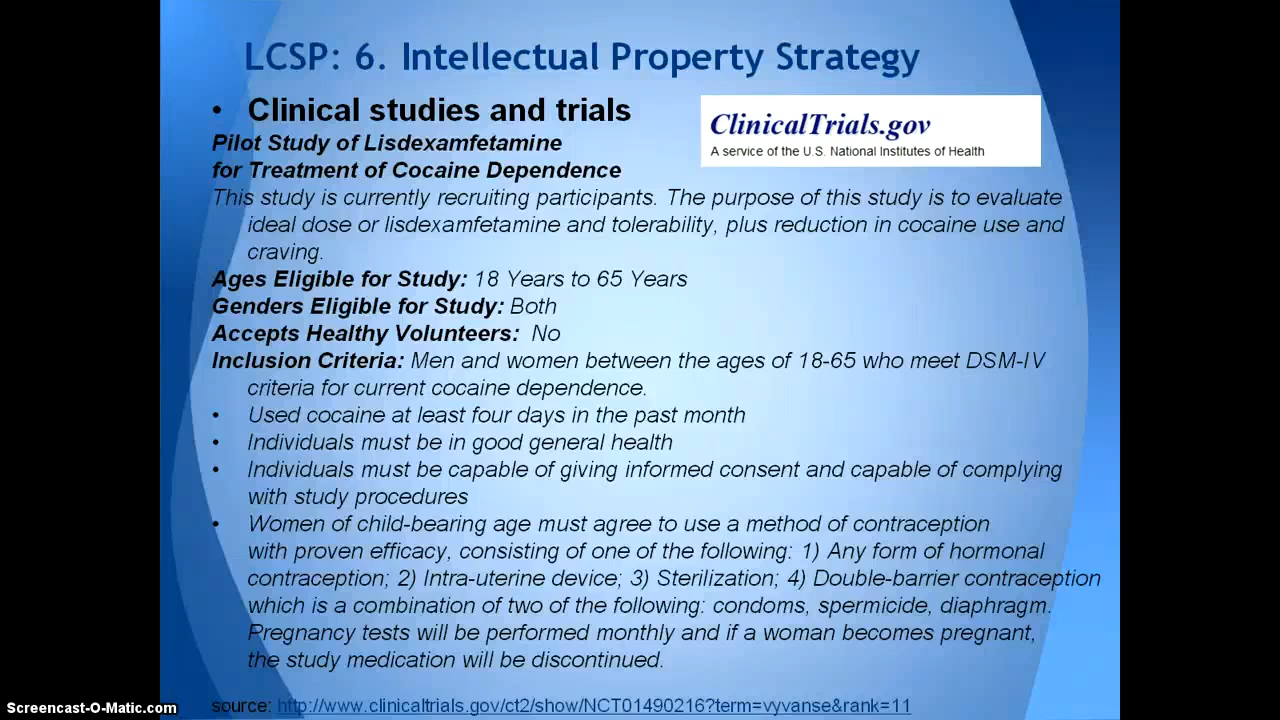 LCSP: 6. Intellectual Property Strategy
• Clinical studies and trials
ClinicalTrials.gov
A service of the U.S. National Institutes of Health
Pilot Study of Lisdexamfetamine
for Treatment of Cocaine Dependence
This study is currently recruiting participants. The purpose of this study is to evaluate
ideal dose or lisdexamfetamine and tolerability, plus reduction in cocaine use and
craving.
Ages Eligible for Study: 18 Years to 65 Years
Genders Eligible for Study: Both
Accepts Healthy Volunteers: No
Inclusion Criteria: Men and women between the ages of 18-65 who meet DSM-IV
criteria for current cocaine dependence.
• Used cocaine at least four days in the past month
• Individuals must be in good general health
• Individuals must be capable of giving informed consent and capable of complying
with study procedures
• Women of child-bearing age must agree to use a method of contraception
with proven efficacy, consisting of one of the following: 1) Any form of hormonal
contraception; 2) Intra-uterine device; 3) Sterilization; 4) Double-barrier contraception
which is a combination of two of the following: condoms, spermicide, diaphragm.
Pregnancy tests will be performed monthly and if a woman becomes pregnant,
the study medication will be discontinued.
source: http://www.clinicaltrials.gov/ct2/show/NCT01490216?term=vyvanse&rank=11
Screencast-O-Matic.com